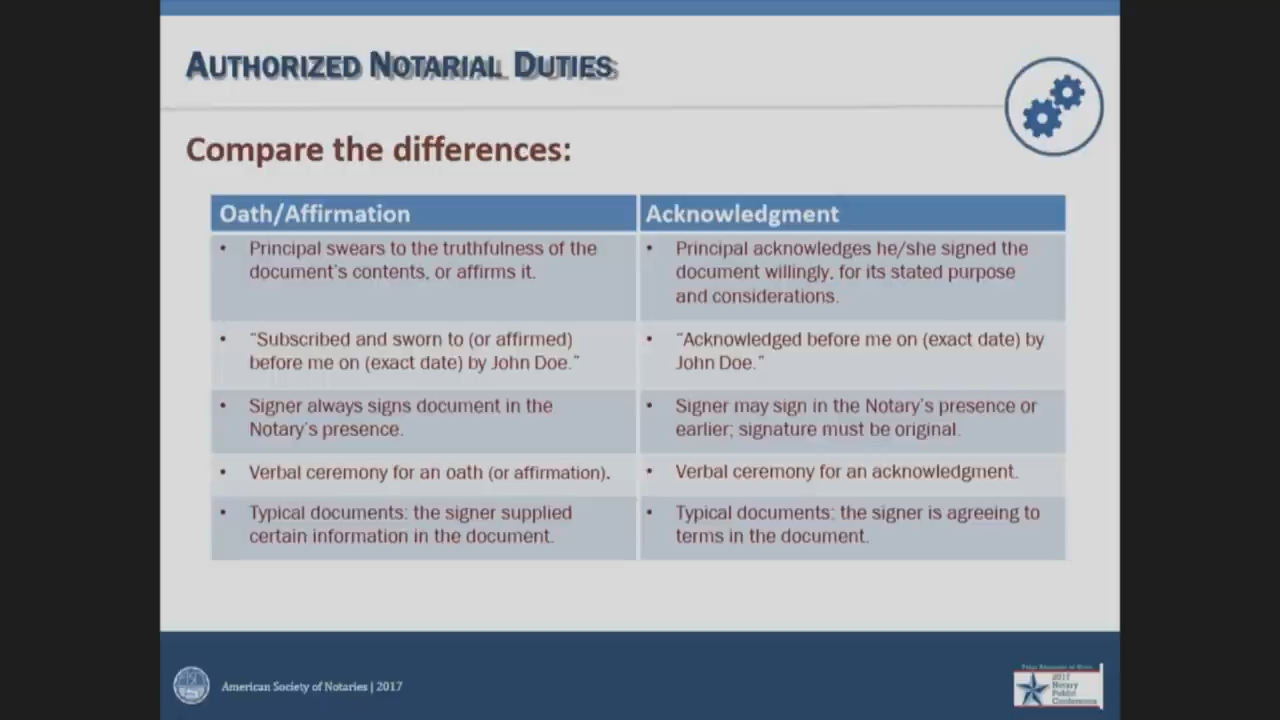 AUTHORIZED NOTARIAL DUTIES
Compare the differences:
Oath/Affirmation
Acknowledgment
• Principal swears to the truthfulness of the
document's contents, or affirms it.
• Principal acknowledges he/she signed the
document willingly, for its stated purpose
and considerations.
• "Subscribed and sworn to (or affirmed)
before me on (exact date) by John Doe."
• "Acknowledged before me on (exact date) by
John Doe."
• Signer always signs document in the
Notary's presence.
• Signer may sign in the Notary's presence or
earlier; signature must be original.
• Verbal ceremony for an oath (or affirmation).
• Verbal ceremony for an acknowledgment.
• Typical documents: the signer supplied
certain information in the document.
• Typical documents: the signer is agreeing to
terms in the document.
American Society of Notaries | 2017
2017
Notary
Public
Conference